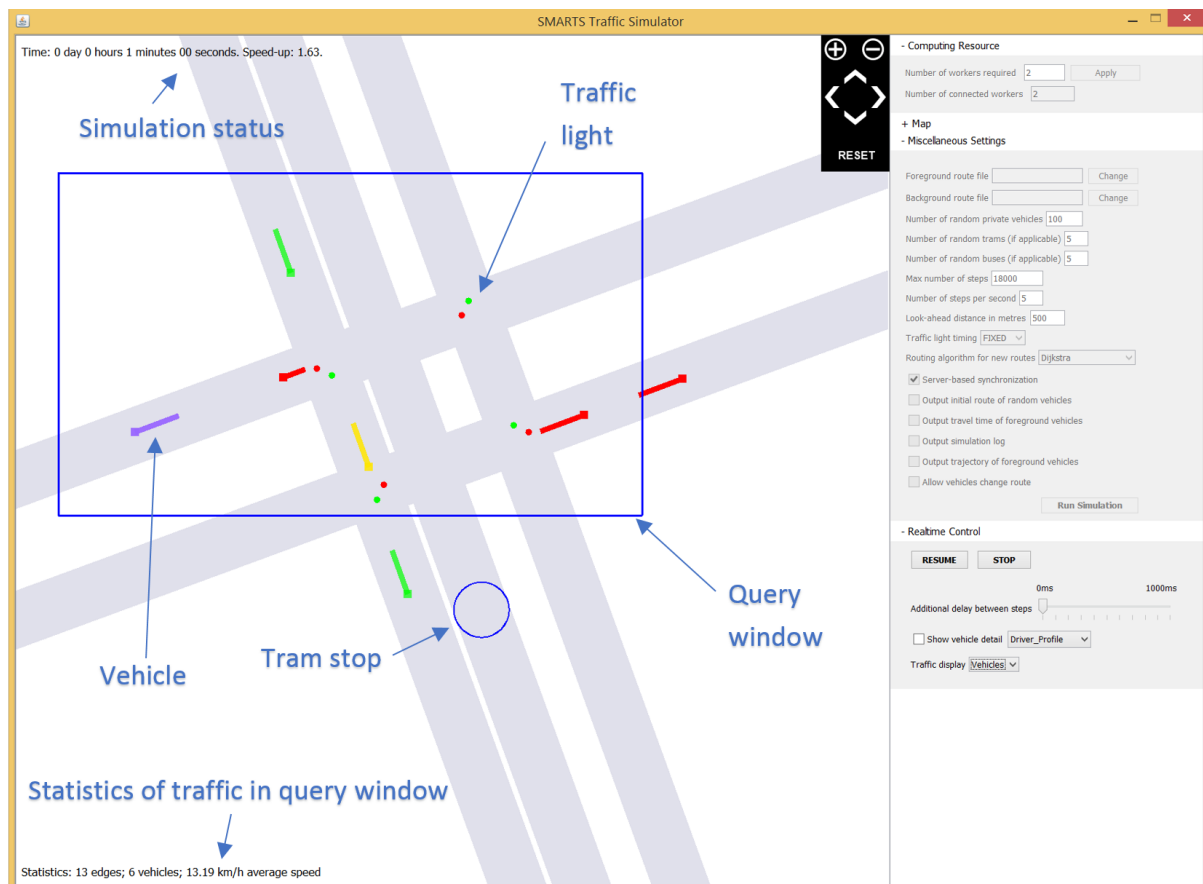 SMARTS Traffic Simulator
Time: 0 day 0 hours 1 minutes 00 seconds. Speed-up: 1.63.
Simulation status
Traffic
light
RESET
Query
window
Tram stop
Vehicle
Statistics of traffic in query window
Statistics: 13 edges; 6 vehicles; 13.19 km/h average speed
- Computing Resource
Number of workers required 2 Apply
Number of connected workers 2
+ Map
- Miscellaneous Settings
Foreground route file Change
Background route file Change
Number of random private vehicles 100
Number of random trams (if applicable) 5
Number of random buses (if applicable) 5
Max number of steps 18000
Number of steps per second 5
Look-ahead distance in metres 500
Traffic light timing FIXED
Routing algorithm for new routes Dijkstra
Server-based synchronization
Output initial route of random vehicles
Output travel time of foreground vehicles
Output simulation log
Output trajectory of foreground vehicles
Allow vehicles change route
Run Simulation
- Realtime Control
RESUME STOP
0ms 1000ms
Additional delay between steps
Show vehicle detail Driver_Profile
Traffic display Vehicles